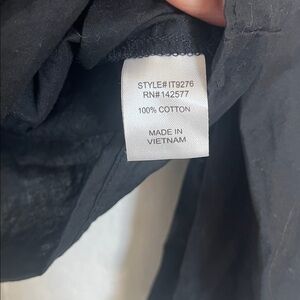 STYLE#IT9276
RN#142577
100% COTTON
MADE IN
VIETNAM